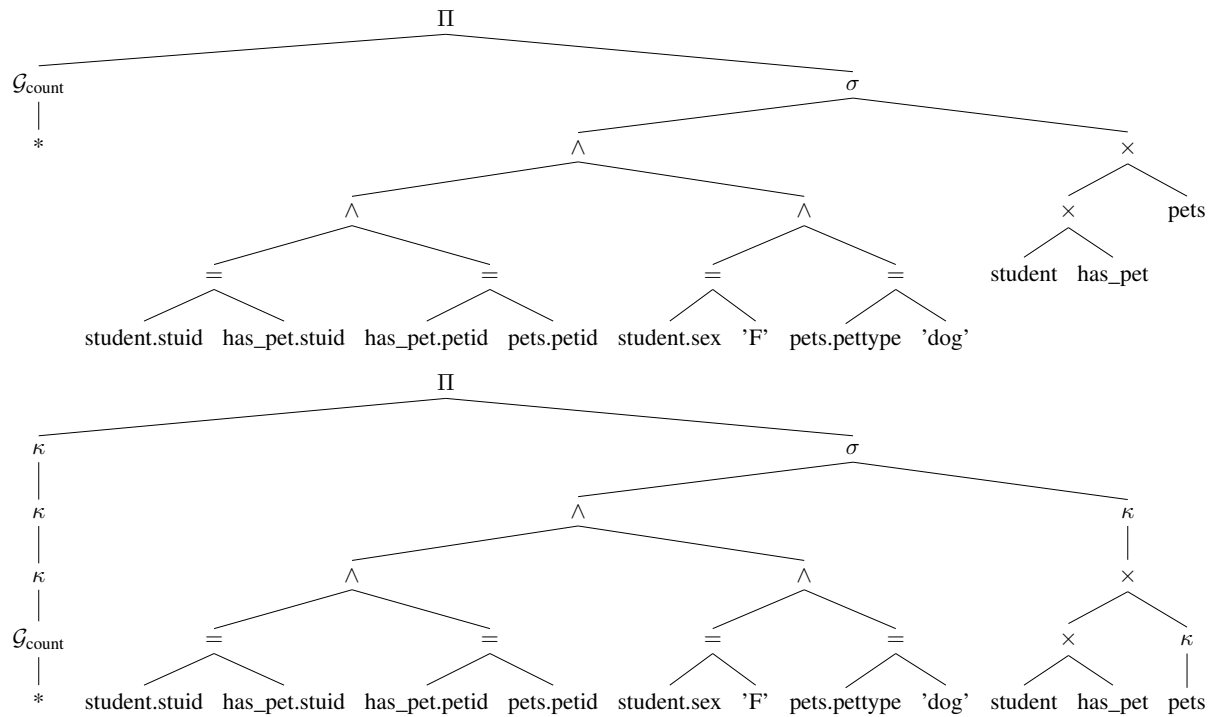 Π
𝒢count σ
* ∧ ×
∧ ∧ × pets
= = = = student has_pet
student.stuid has_pet.stuid has_pet.petid pets.petid student.sex ’F’ pets.pettype ’dog’
Π
κ σ
κ ∧ κ
κ ∧ ∧ ×
𝒢count = = = = × κ
* student.stuid has_pet.stuid has_pet.petid pets.petid student.sex ’F’ pets.pettype ’dog’ student has_pet pets